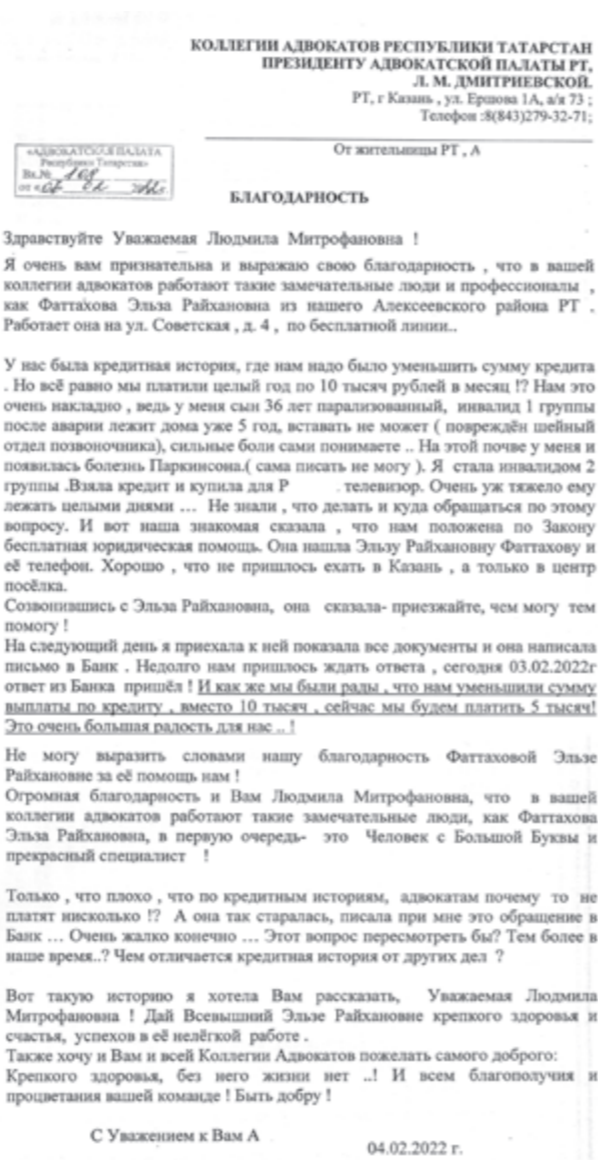 КОЛЛЕГИИ АДВОКАТОВ РЕСПУБЛИКИ ТАТАРСТАН
ПРЕЗИДЕНТУ АДВОКАТСКОЙ ПАЛАТЫ РТ,
Л. М. ДМИТРИЕВСКОЙ.
РТ, г Казань , ул. Ершова 1А, а/я 73 ;
Телефон :8(843)279-32-71;
От жительницы РТ , А
«АДВОКАТСКАЯ ПАЛАТА
Республики Татарстан»
Вх.№ 108
от «07 02 2022г.
БЛАГОДАРНОСТЬ
Здравствуйте Уважаемая Людмила Митрофановна !
Я очень вам признательна и выражаю свою благодарность , что в вашей
коллегии адвокатов работают такие замечательные люди и профессионалы ,
как Фаттахова Эльза Райхановна из нашего Алексеевского района РТ .
Работает она на ул. Советская , д. 4 , по бесплатной линии..
У нас была кредитная история, где нам надо было уменьшить сумму кредита
. Но всё равно мы платили целый год по 10 тысяч рублей в месяц !? Нам это
очень накладно , ведь у меня сын 36 лет парализованный, инвалид 1 группы
после аварии лежит дома уже 5 год, вставать не может ( повреждён шейный
отдел позвоночника), сильные боли сами понимаете .. На этой почве у меня и
появилась болезнь Паркинсона.( сама писать не могу ). Я стала инвалидом 2
группы .Взяла кредит и купила для Р телевизор. Очень уж тяжело ему
лежать целыми днями … Не знали , что делать и куда обращаться по этому
вопросу. И вот наша знакомая сказала , что нам положена по Закону
бесплатная юридическая помощь. Она нашла Эльзу Райхановну Фаттахову и
её телефон. Хорошо , что не пришлось ехать в Казань , а только в центр
посёлка.
Созвонившись с Эльза Райхановна, она сказала- приезжайте, чем могу тем
помогу !
На следующий день я приехала к ней показала все документы и она написала
письмо в Банк . Недолго нам пришлось ждать ответа , сегодня 03.02.2022г
ответ из Банка пришёл ! И как же мы были рады , что нам уменьшили сумму
выплаты по кредиту , вместо 10 тысяч , сейчас мы будем платить 5 тысяч!
Это очень большая радость для нас .. !
Не могу выразить словами нашу благодарность Фаттаховой Эльзе
Райхановне за её помощь нам !
Огромная благодарность и Вам Людмила Митрофановна, что в вашей
коллегии адвокатов работают такие замечательные люди, как Фаттахова
Эльза Райхановна, в первую очередь- это Человек с Большой Буквы и
прекрасный специалист !
Только , что плохо , что по кредитным историям, адвокатам почему то не
платят нисколько !? А она так старалась, писала при мне это обращение в
Банк … Очень жалко конечно … Этот вопрос пересмотреть бы? Тем более в
наше время..? Чем отличается кредитная история от других дел ?
Вот такую историю я хотела Вам рассказать, Уважаемая Людмила
Митрофановна ! Дай Всевышний Эльзе Райхановне крепкого здоровья и
счастья, успехов в её нелёгкой работе .
Также хочу и Вам и всей Коллегии Адвокатов пожелать самого доброго:
Крепкого здоровья, без него жизни нет ..! И всем благополучия и
процветания вашей команде ! Быть добру !
С Уважением к Вам А
04.02.2022 г.